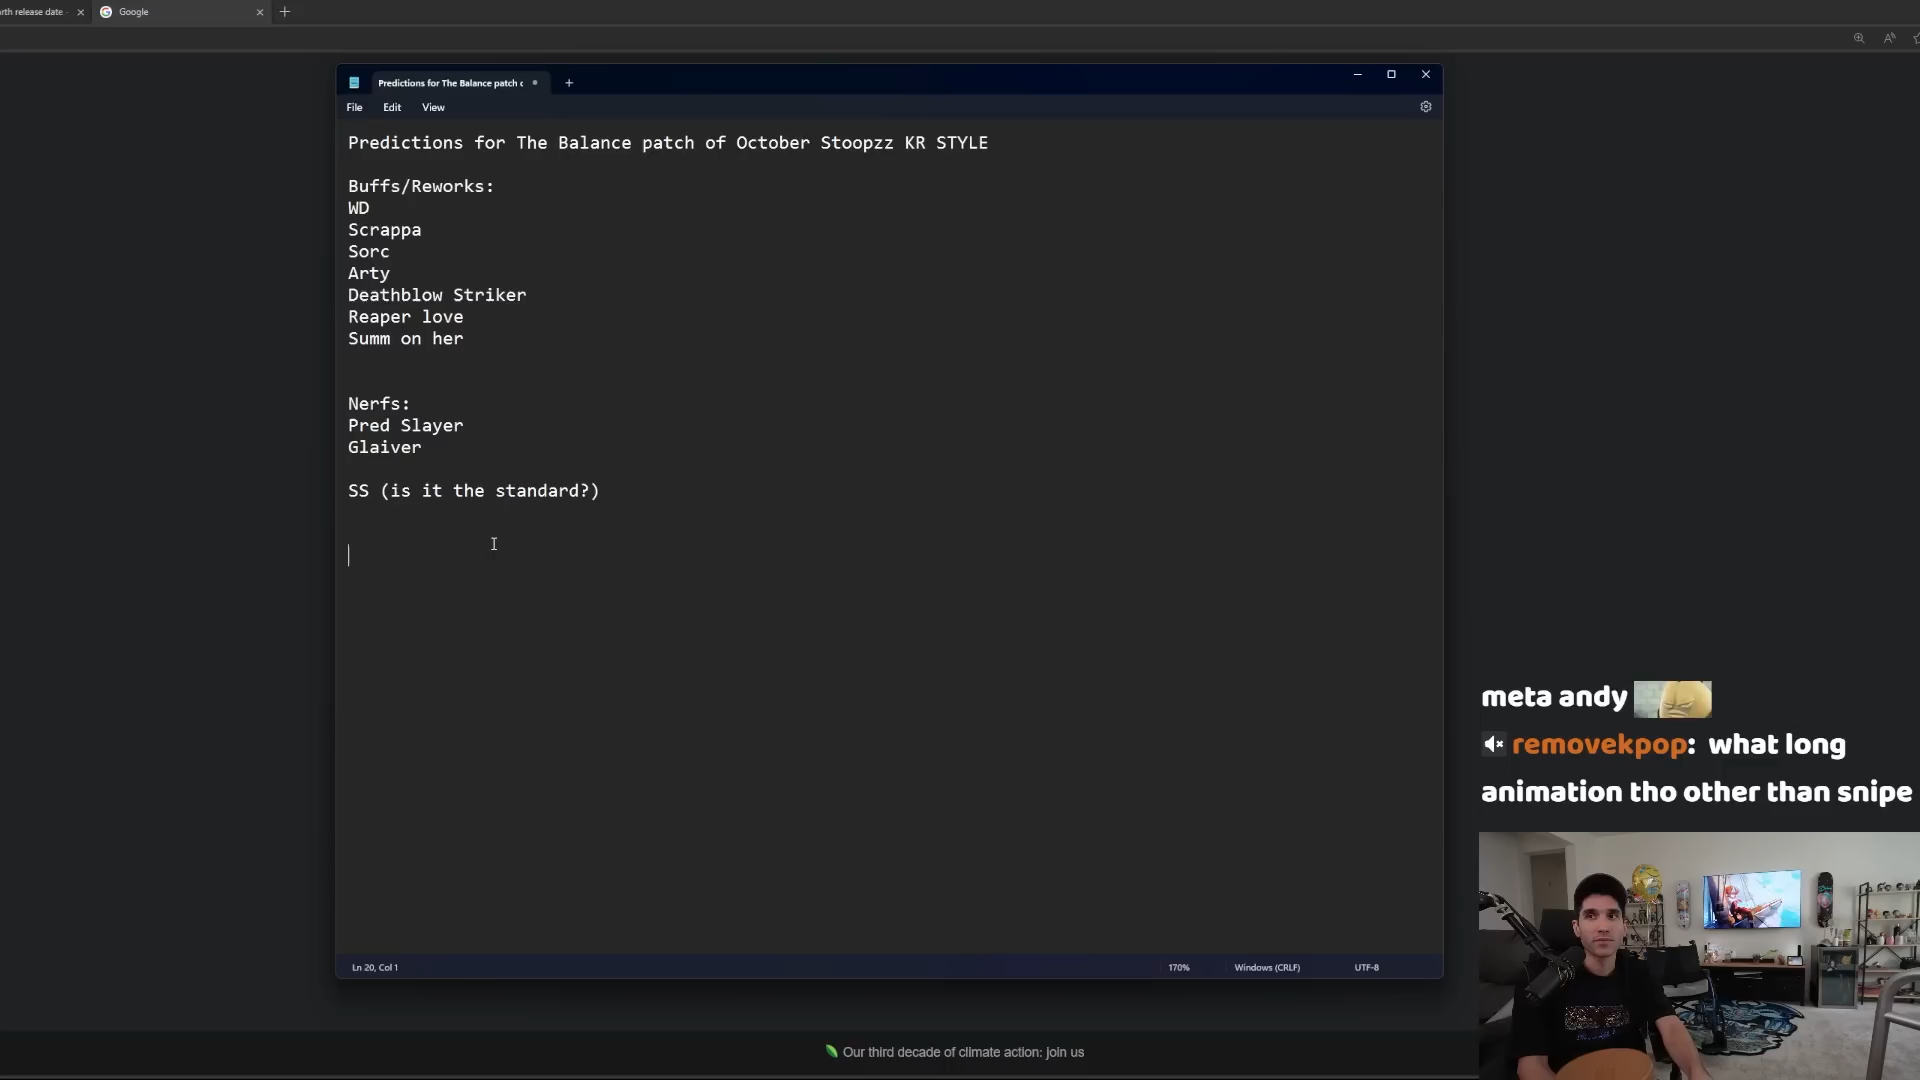 rth release date
Google
Predictions for The Balance patch
File Edit View
Predictions for The Balance patch of October Stoopzz KR STYLE
Buffs/Reworks:
WD
Scrappa
Sorc
Arty
Deathblow Striker
Reaper love
Summ on her
Nerfs:
Pred Slayer
Glaiver
SS (is it the standard?)
meta andy
removekpop: what long
animation tho other than snipe
Ln 20, Col 1
170%
Windows (CRLF)
UTF-8
Our third decade of climate action: join us